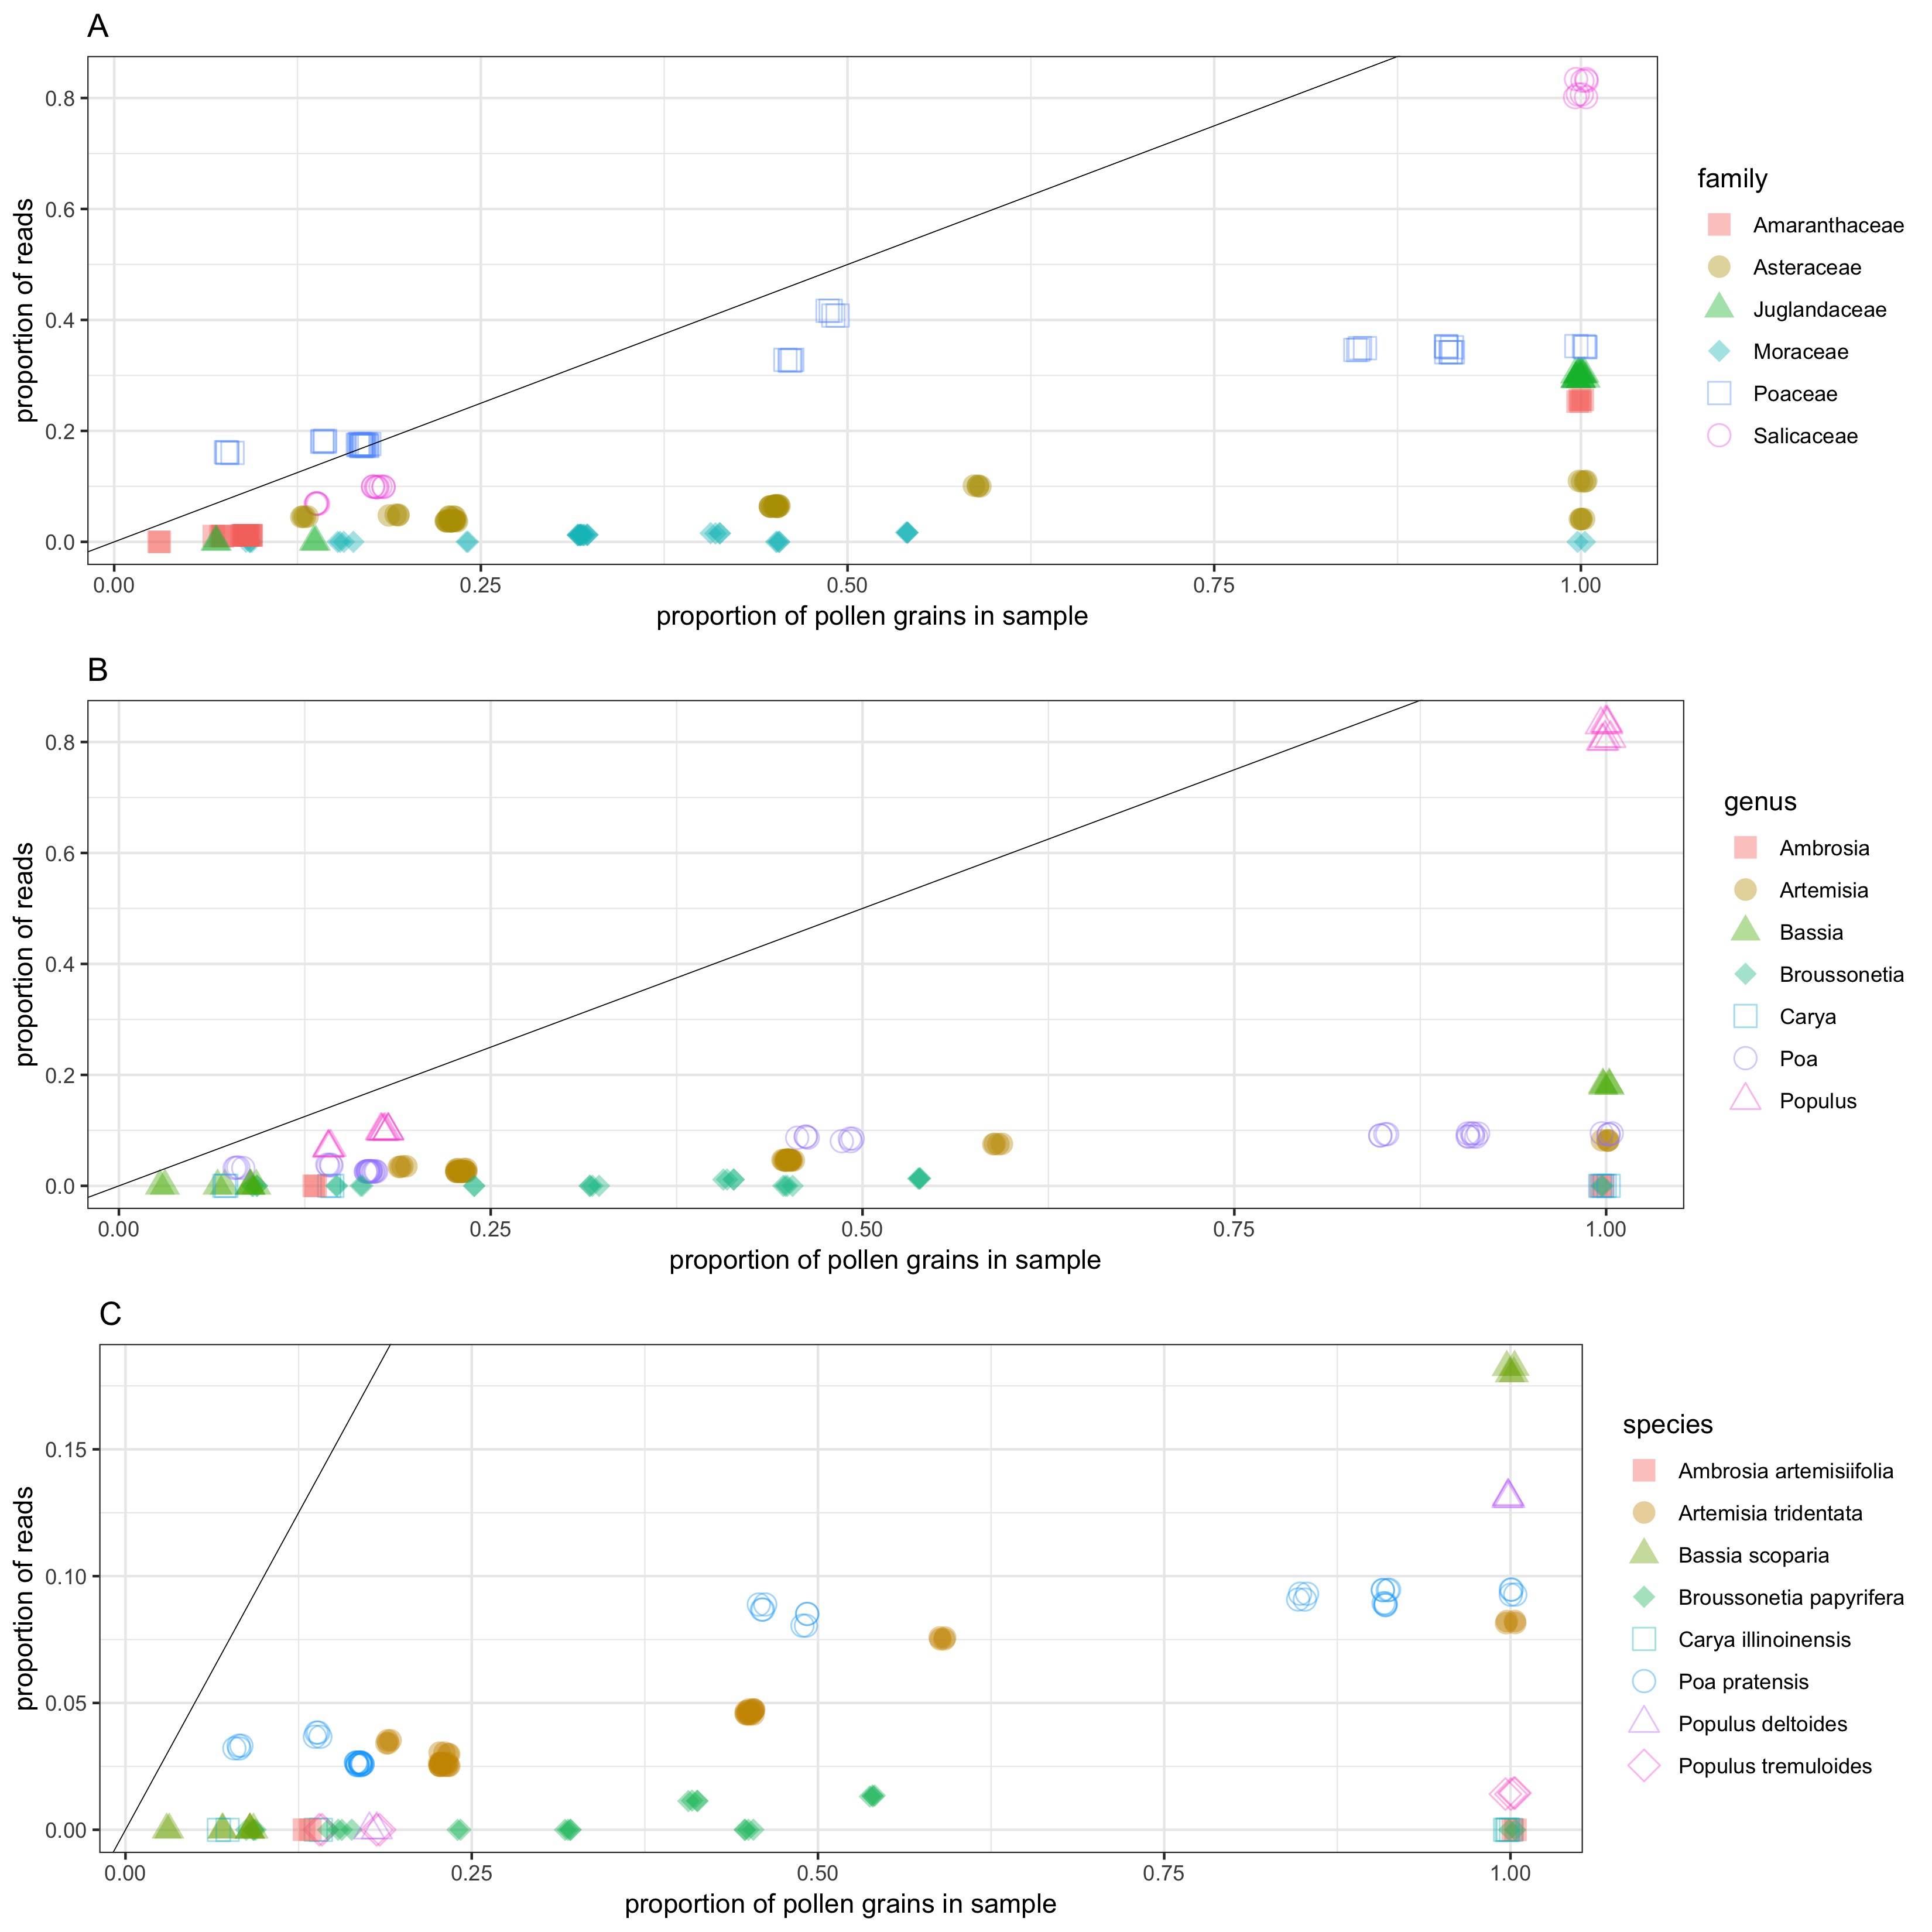 A
proportion of reads
0.8
0.6
0.4
0.2
0.0
0.00 0.25 0.50 0.75 1.00
proportion of pollen grains in sample
family
Amaranthaceae
Asteraceae
Juglandaceae
Moraceae
Poaceae
Salicaceae
B
proportion of reads
0.8
0.6
0.4
0.2
0.0
0.00 0.25 0.50 0.75 1.00
proportion of pollen grains in sample
genus
Ambrosia
Artemisia
Bassia
Broussonetia
Carya
Poa
Populus
C
proportion of reads
0.15
0.10
0.05
0.00
0.00 0.25 0.50 0.75 1.00
proportion of pollen grains in sample
species
Ambrosia artemisiifolia
Artemisia tridentata
Bassia scoparia
Broussonetia papyrifera
Carya illinoinensis
Poa pratensis
Populus deltoides
Populus tremuloides